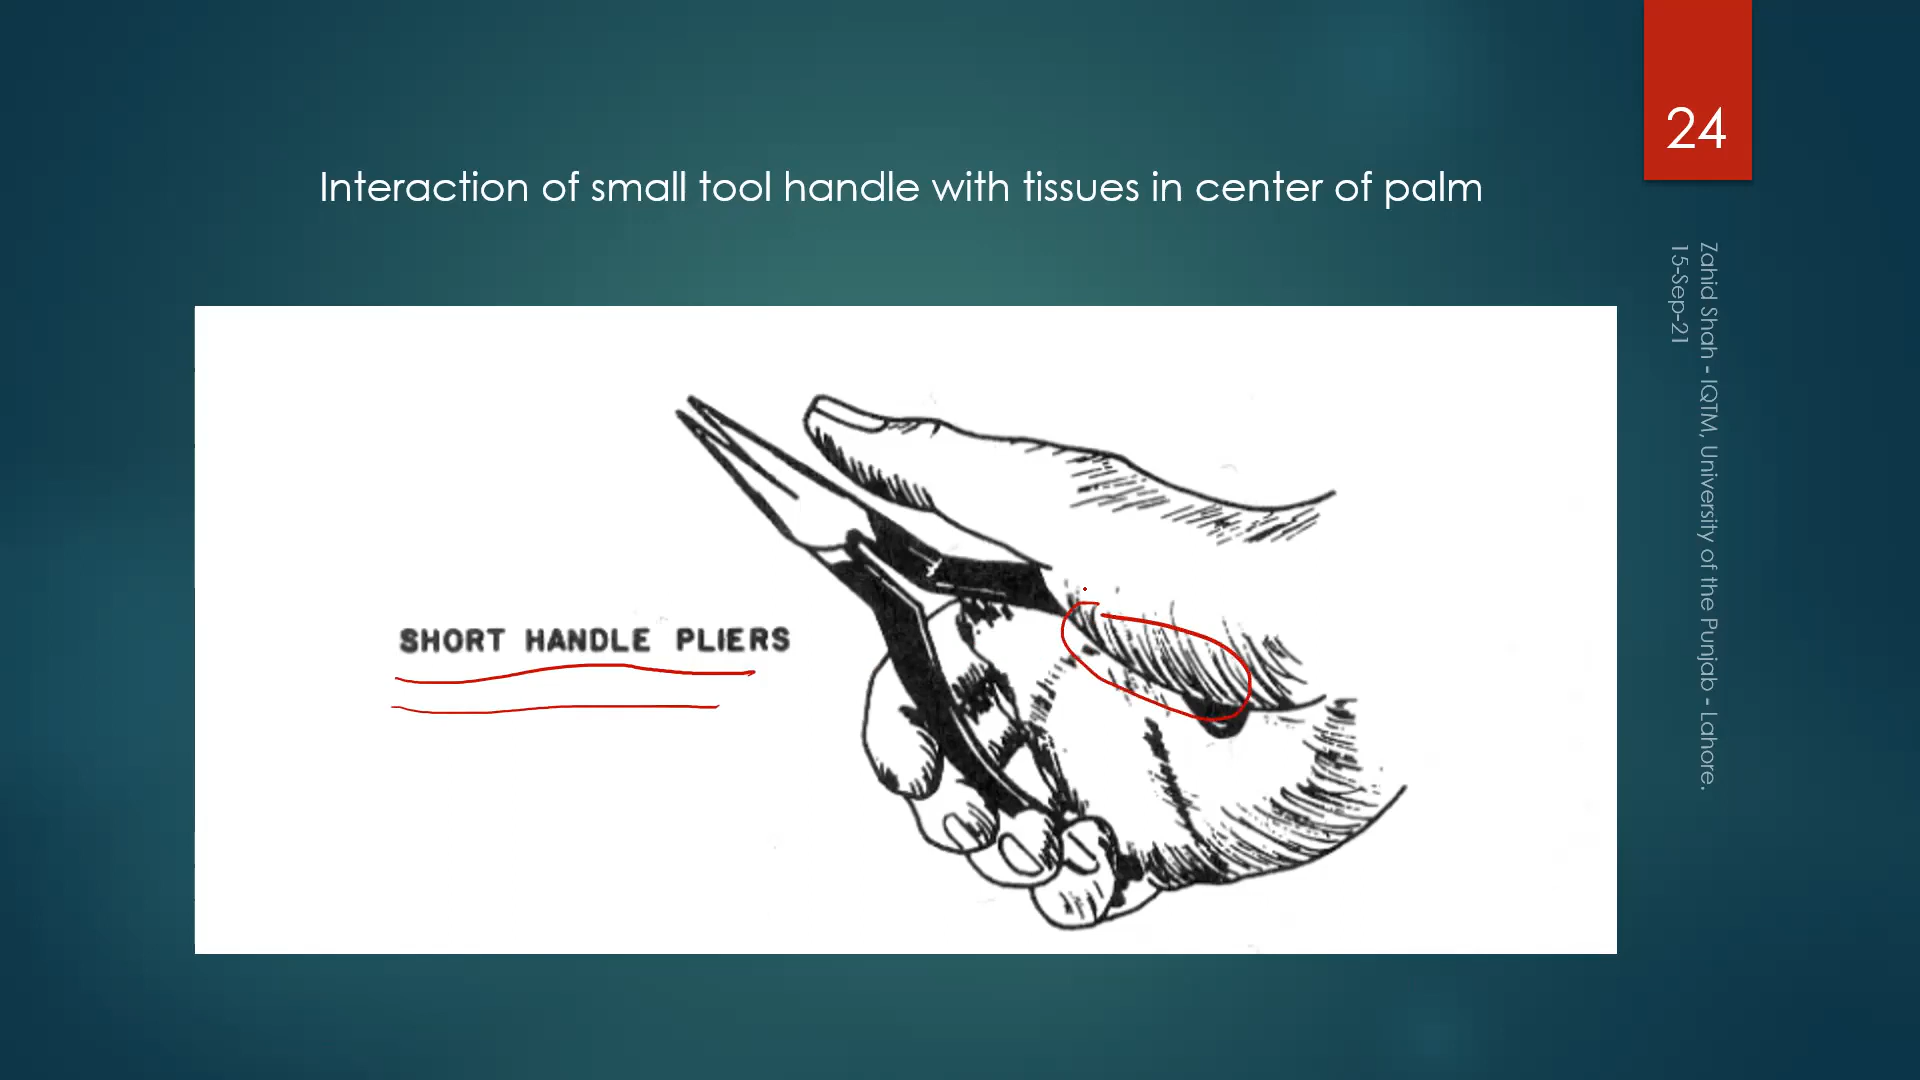 24
Interaction of small tool handle with tissues in center of palm
SHORT HANDLE PLIERS
Zahid Shah - IQTM, University of the Punjab - Lahore.
15-Sep-21